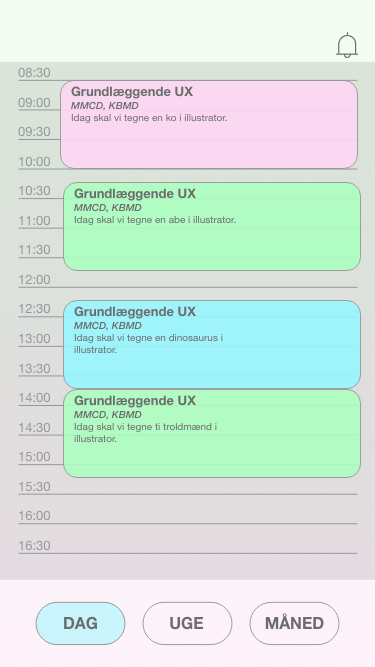 08:30
Grundlæggende UX
MMCD, KBMD
Idag skal vi tegne en ko i illustrator.
09:00
09:30
10:00
10:30
Grundlæggende UX
MMCD, KBMD
Idag skal vi tegne en abe i illustrator.
11:00
11:30
12:00
12:30
Grundlæggende UX
MMCD, KBMD
Idag skal vi tegne en dinosaurus i
illustrator.
13:00
13:30
14:00
Grundlæggende UX
MMCD, KBMD
Idag skal vi tegne ti troldmænd i
illustrator.
14:30
15:00
15:30
16:00
16:30
DAG UGE MÅNED